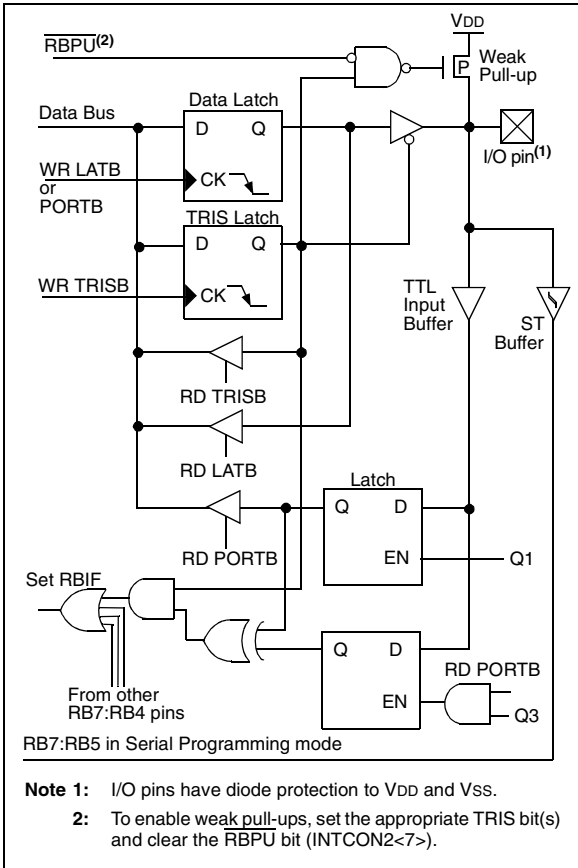 VDD
RBPU(2)
Weak
Pull-up
P
Data Bus
Data Latch
D Q
I/O pin(1)
WR LATB
or
PORTB
CK
TRIS Latch
D Q
WR TRISB
CK
TTL
Input
Buffer
ST
Buffer
RD TRISB
RD LATB
Latch
Q D
RD PORTB
EN
Q1
Set RBIF
Q D
RD PORTB
EN
Q3
From other
RB7:RB4 pins
RB7:RB5 in Serial Programming mode
Note 1: I/O pins have diode protection to VDD and VSS.
2: To enable weak pull-ups, set the appropriate TRIS bit(s)
and clear the RBPU bit (INTCON2<7>).